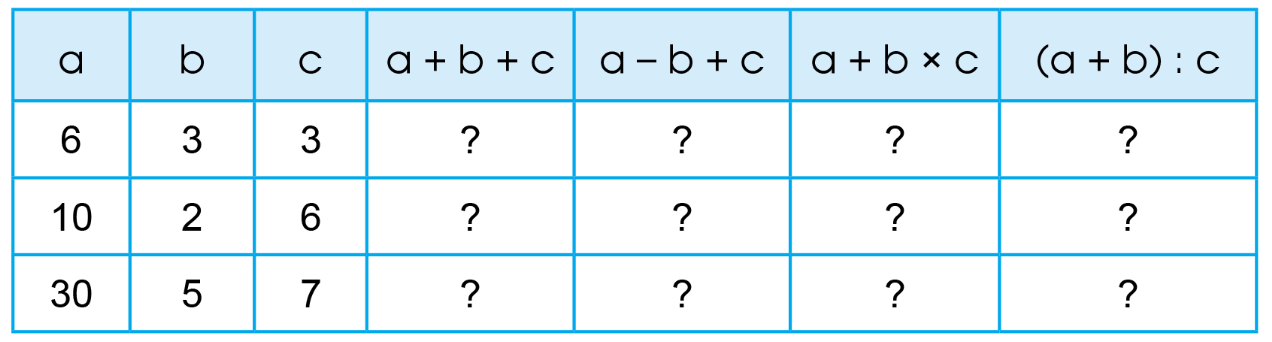 a b c a + b + c a – b + c a + b × c (a + b) : c
6 3 3 ? ? ? ?
10 2 6 ? ? ? ?
30 5 7 ? ? ? ?